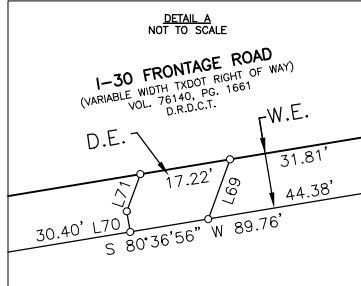 DETAIL A
NOT TO SCALE
I-30 FRONTAGE ROAD
(VARIABLE WIDTH TXDOT RIGHT OF WAY)
VOL. 76140, PG. 1661
D.R.D.C.T.
D.E.
W.E.
17.22'
31.81'
L71
L69
44.38'
30.40'
L70
S 80°36'56" W 89.76'